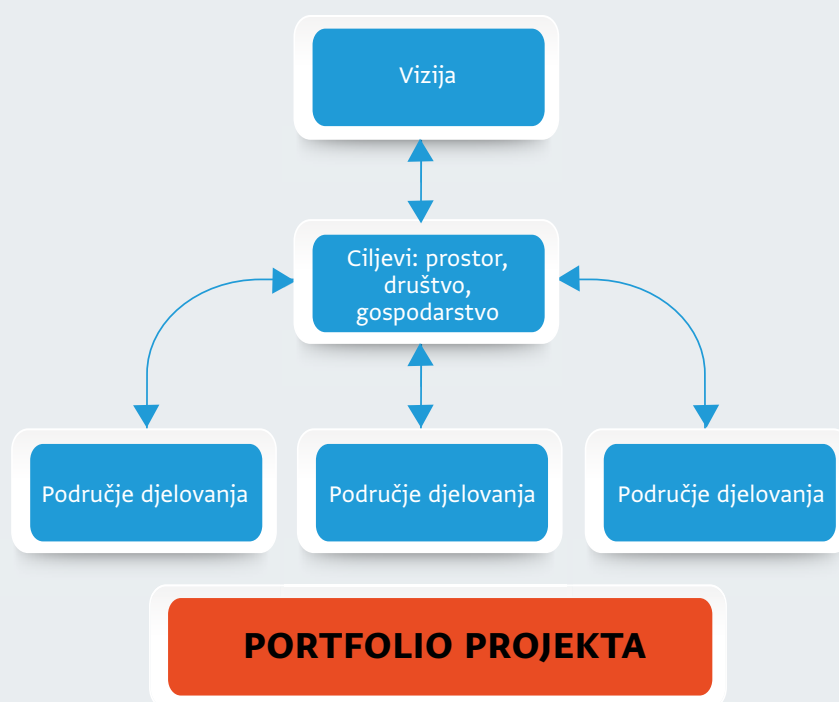 Vizija
Ciljevi: prostor,
društvo,
gospodarstvo
Područje djelovanja
Područje djelovanja
Područje djelovanja
PORTFOLIO PROJEKTA